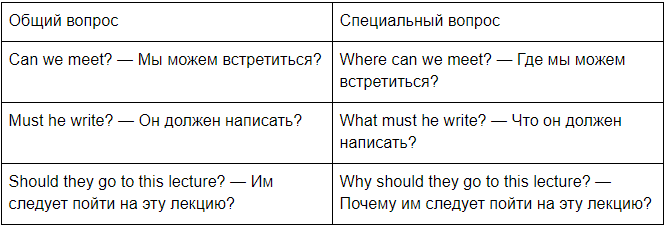 Общий вопрос
Специальный вопрос
Can we meet? — Мы можем встретиться?
Where can we meet? — Где мы можем
встретиться?
Must he write? — Он должен написать?
What must he write? — Что он должен
написать?
Should they go to this lecture? — Им
следует пойти на эту лекцию?
Why should they go to this lecture? —
Почему им следует пойти на эту лекцию?